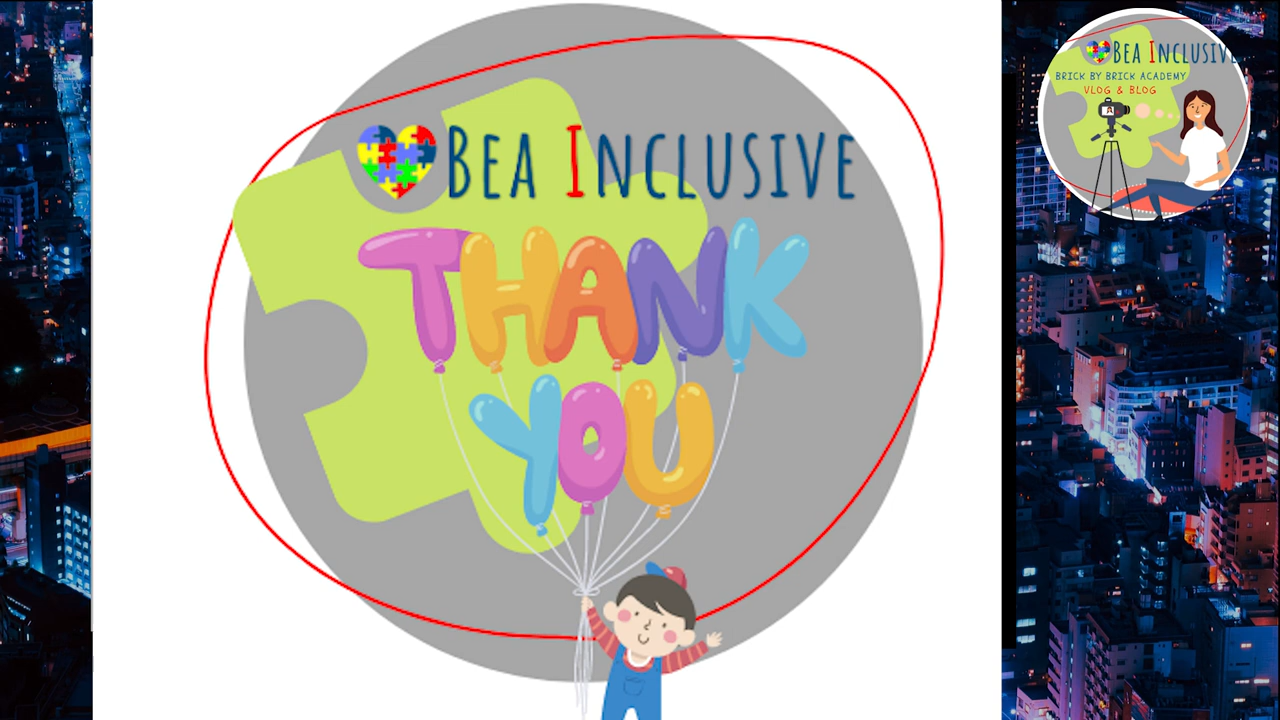 Bea Inclusive
THANK
YOU
Bea Inclusive
BRICK BY BRICK ACADEMY
VLOG & BLOG
A